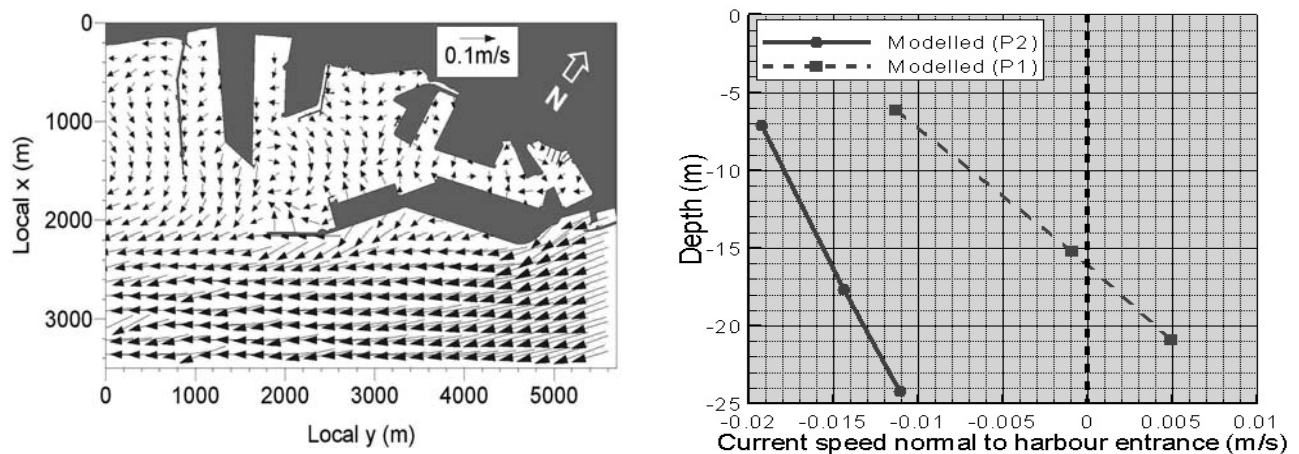 0
1000
2000
3000
Local x (m)
0.1m/s
N
0 1000 2000 3000 4000 5000
Local y (m)
Modelled (P2)
Modelled (P1)
0
-5
-10
-15
-20
-25
Depth (m)
-0.02 -0.015 -0.01 -0.005 0 0.005 0.01
Current speed normal to harbour entrance (m/s)